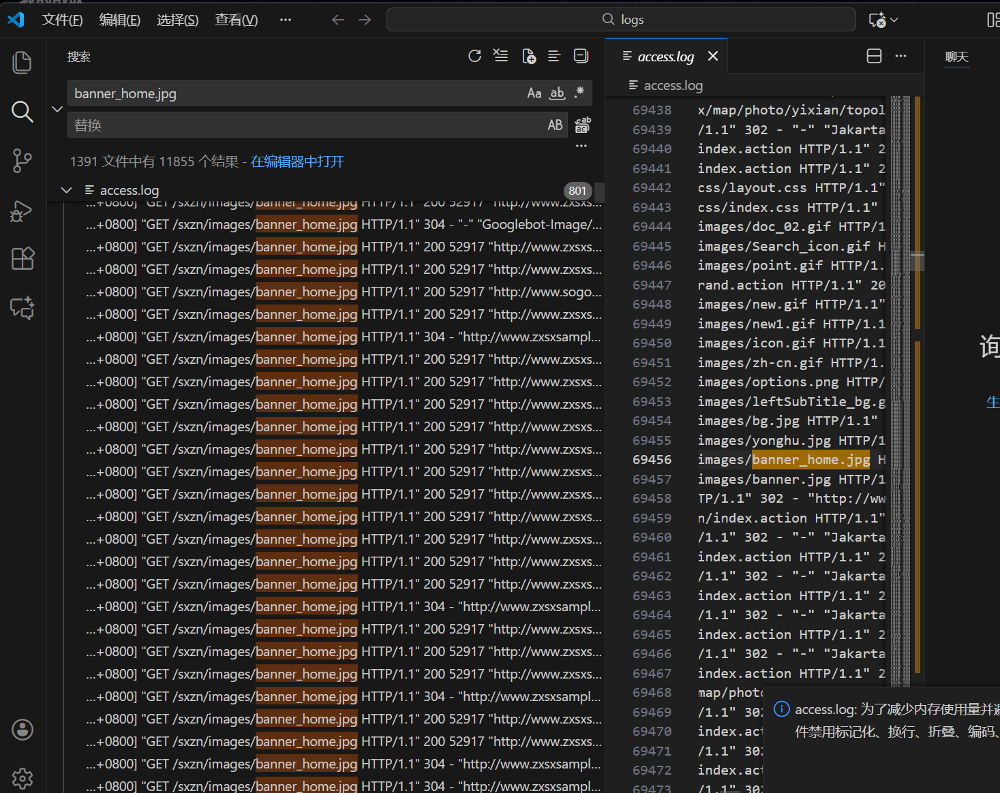 文件(F) 编辑(E) 选择(S) 查看(V) ··· logs
搜索
banner_home.jpg Aa ab .*
替换 AB
1391 文件中有 11855 个结果 - 在编辑器中打开
access.log 801
...+0800] "GET /sxzn/images/banner_home.jpg HTTP/1.1" 200 52917 "http://www.zxsxs...
...+0800] "GET /sxzn/images/banner_home.jpg HTTP/1.1" 304 - "-" "Googlebot-Image/...
...+0800] "GET /sxzn/images/banner_home.jpg HTTP/1.1" 200 52917 "http://www.zxsxs...
...+0800] "GET /sxzn/images/banner_home.jpg HTTP/1.1" 200 52917 "http://www.zxsxs...
...+0800] "GET /sxzn/images/banner_home.jpg HTTP/1.1" 200 52917 "http://www.sogo...
...+0800] "GET /sxzn/images/banner_home.jpg HTTP/1.1" 200 52917 "http://www.zxsxs...
...+0800] "GET /sxzn/images/banner_home.jpg HTTP/1.1" 304 - "http://www.zxsxsampl...
...+0800] "GET /sxzn/images/banner_home.jpg HTTP/1.1" 200 52917 "http://www.zxsxs...
...+0800] "GET /sxzn/images/banner_home.jpg HTTP/1.1" 200 52917 "http://www.zxsxs...
...+0800] "GET /sxzn/images/banner_home.jpg HTTP/1.1" 200 52917 "http://www.zxsxs...
...+0800] "GET /sxzn/images/banner_home.jpg HTTP/1.1" 200 52917 "http://www.zxsxs...
...+0800] "GET /sxzn/images/banner_home.jpg HTTP/1.1" 200 52917 "http://www.zxsxs...
...+0800] "GET /sxzn/images/banner_home.jpg HTTP/1.1" 200 52917 "http://www.zxsxs...
...+0800] "GET /sxzn/images/banner_home.jpg HTTP/1.1" 200 52917 "http://www.zxsxs...
...+0800] "GET /sxzn/images/banner_home.jpg HTTP/1.1" 200 52917 "http://www.zxsxs...
...+0800] "GET /sxzn/images/banner_home.jpg HTTP/1.1" 200 52917 "http://www.zxsxs...
...+0800] "GET /sxzn/images/banner_home.jpg HTTP/1.1" 200 52917 "http://www.zxsxs...
...+0800] "GET /sxzn/images/banner_home.jpg HTTP/1.1" 200 52917 "http://www.zxsxs...
...+0800] "GET /sxzn/images/banner_home.jpg HTTP/1.1" 304 - "http://www.zxsxsampl...
...+0800] "GET /sxzn/images/banner_home.jpg HTTP/1.1" 200 52917 "http://www.zxsxs...
...+0800] "GET /sxzn/images/banner_home.jpg HTTP/1.1" 200 52917 "http://www.zxsxs...
...+0800] "GET /sxzn/images/banner_home.jpg HTTP/1.1" 200 52917 "http://www.zxsxs...
...+0800] "GET /sxzn/images/banner_home.jpg HTTP/1.1" 304 - "http://www.zxsxsampl...
...+0800] "GET /sxzn/images/banner_home.jpg HTTP/1.1" 200 52917 "http://www.zxsxs...
...+0800] "GET /sxzn/images/banner_home.jpg HTTP/1.1" 200 52917 "http://www.zxsxs...
...+0800] "GET /sxzn/images/banner_home.jpg HTTP/1.1" 304 - "http://www.zxsxsampl...
...+0800] "GET /sxzn/images/banner_home.jpg HTTP/1.1" 304 - "http://www.zxsxsampl...
access.log
access.log
69438 x/map/photo/yixian/topol
69439 /1.1" 302 - "-" "Jakarta
69440 index.action HTTP/1.1" 2
69441 index.action HTTP/1.1" 2
69442 css/layout.css HTTP/1.1"
69443 css/index.css HTTP/1.1"
69444 images/doc_02.gif HTTP/1
69445 images/Search_icon.gif H
69446 images/point.gif HTTP/1.
69447 rand.action HTTP/1.1" 20
69448 images/new.gif HTTP/1.1"
69449 images/new1.gif HTTP/1.1
69450 images/icon.gif HTTP/1.1
69451 images/zh-cn.gif HTTP/1.
69452 images/options.png HTTP/
69453 images/leftSubTitle_bg.g
69454 images/bg.jpg HTTP/1.1"
69455 images/yonghu.jpg HTTP/1
69456 images/banner_home.jpg H
69457 images/banner.jpg HTTP/1
69458 TP/1.1" 302 - "http://ww
69459 n/index.action HTTP/1.1"
69460 /1.1" 302 - "-" "Jakarta
69461 index.action HTTP/1.1" 2
69462 /1.1" 302 - "-" "Jakarta
69463 index.action HTTP/1.1" 2
69464 /1.1" 302 - "-" "Jakarta
69465 index.action HTTP/1.1" 2
69466 /1.1" 302 - "-" "Jakarta
69467 index.action HTTP/1.1" 2
69468 map/photo
69469 /1.1" 302
69470 index.act
69471 /1.1" 302
69472 index.act
69473 /1.1" 302
聊天
询
生
access.log: 为了减少内存使用量并避
件禁用标记化、换行、折叠、编码、